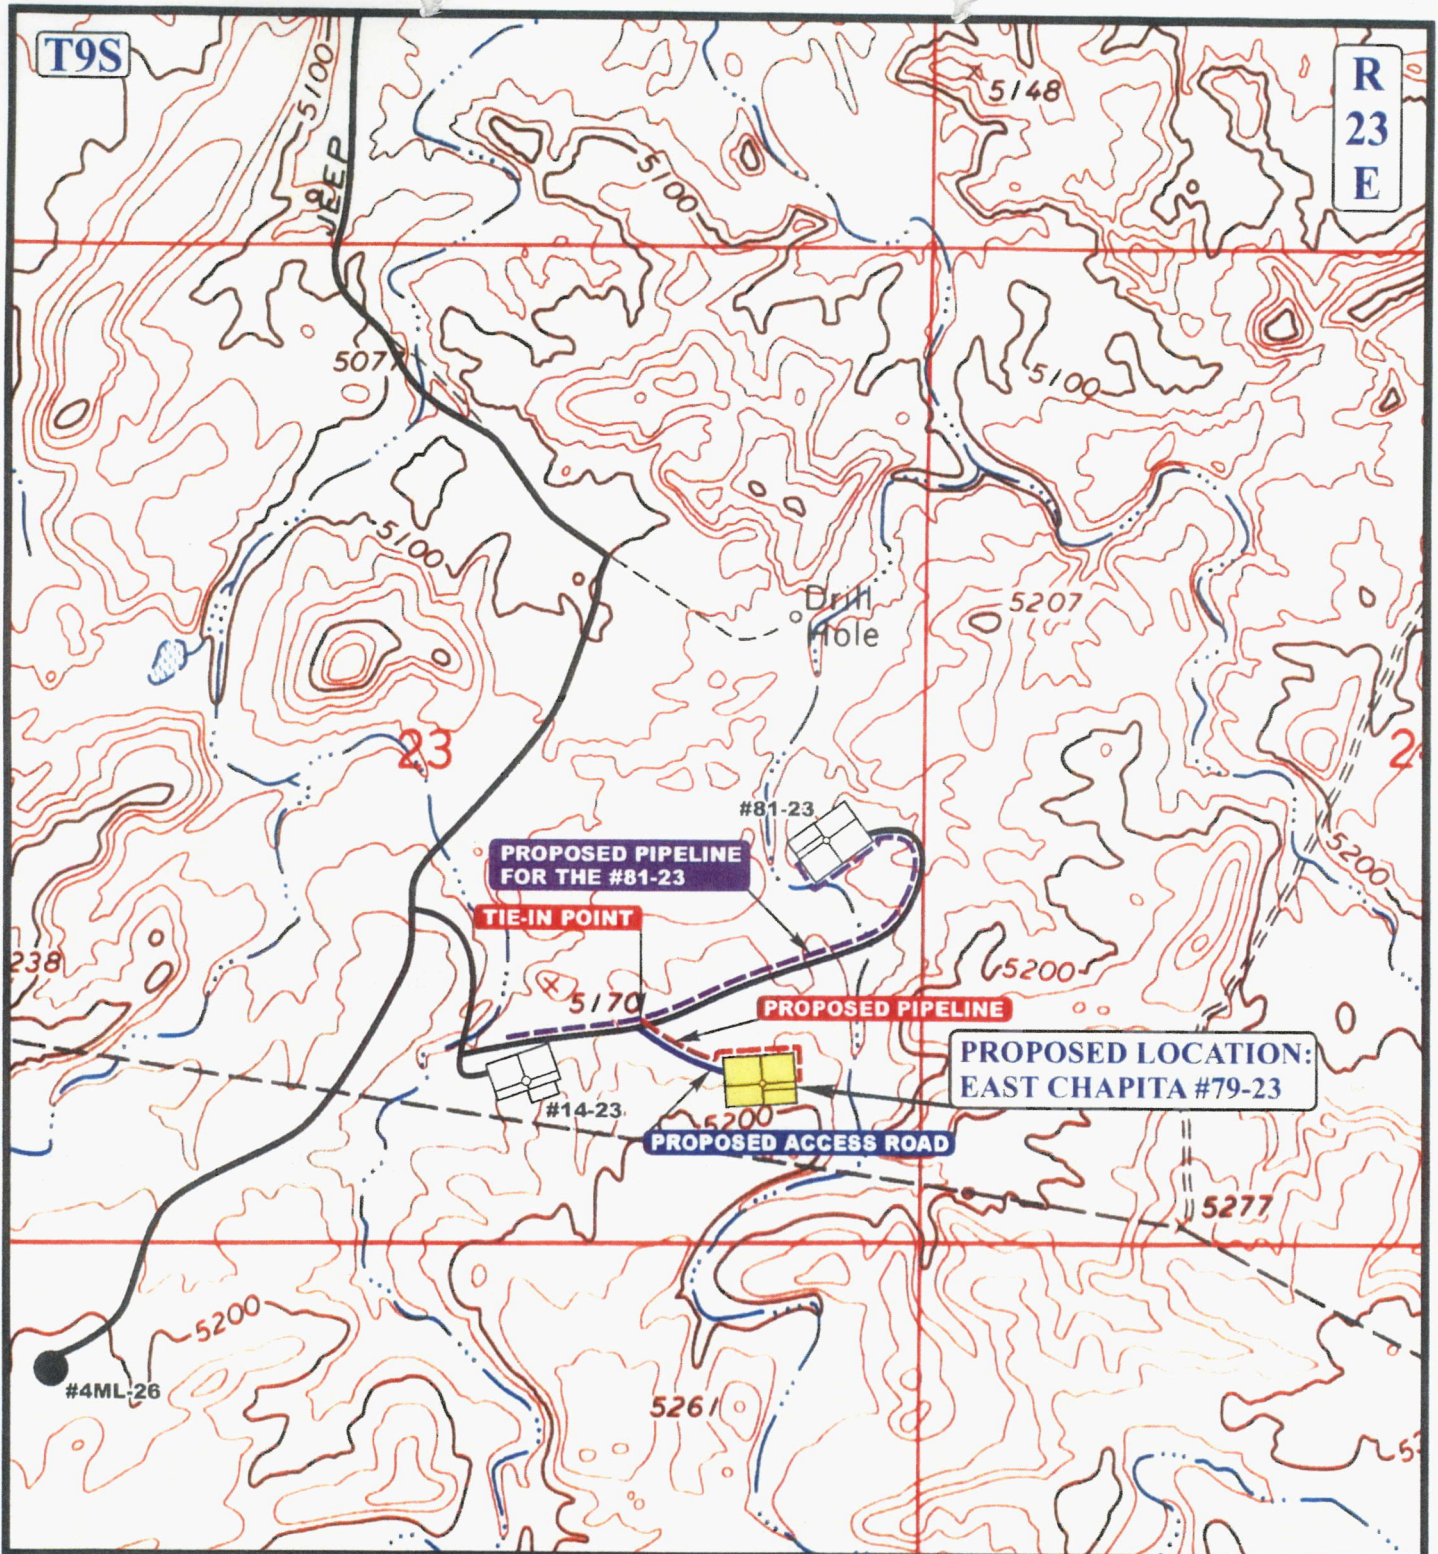 T9S
R
23
E
5100
JEEP
5148
5100
5077
5100
5100
Drill
Hole
5207
23
2
#81-23
5200
PROPOSED PIPELINE
FOR THE #81-23
TIE-IN POINT
238
5200
5170
PROPOSED PIPELINE
PROPOSED LOCATION:
EAST CHAPITA #79-23
#14-23
5200
PROPOSED ACCESS ROAD
5277
5200
#4ML-26
5261